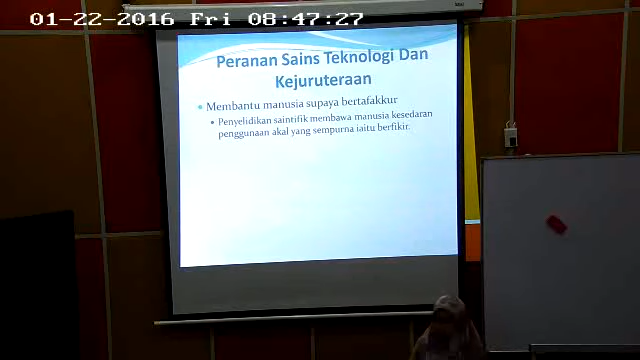 01-22-2016 Fri 08:47:27
Peranan Sains Teknologi Dan
Kejuruteraan
Membantu manusia supaya bertafakkur
Penyelidikan saintifik membawa manusia kesedaran
penggunaan akal yang sempurna iaitu berfikir.